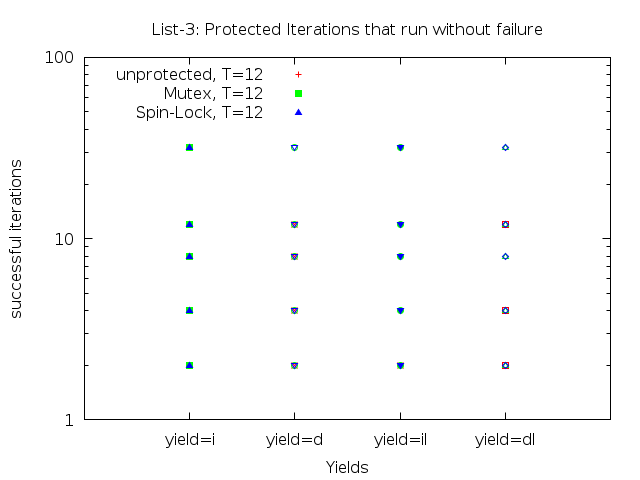 List-3: Protected Iterations that run without failure
100
unprotected, T=12
Mutex, T=12
Spin-Lock, T=12
successful iterations
10
1
yield=i yield=d yield=il yield=dl
Yields